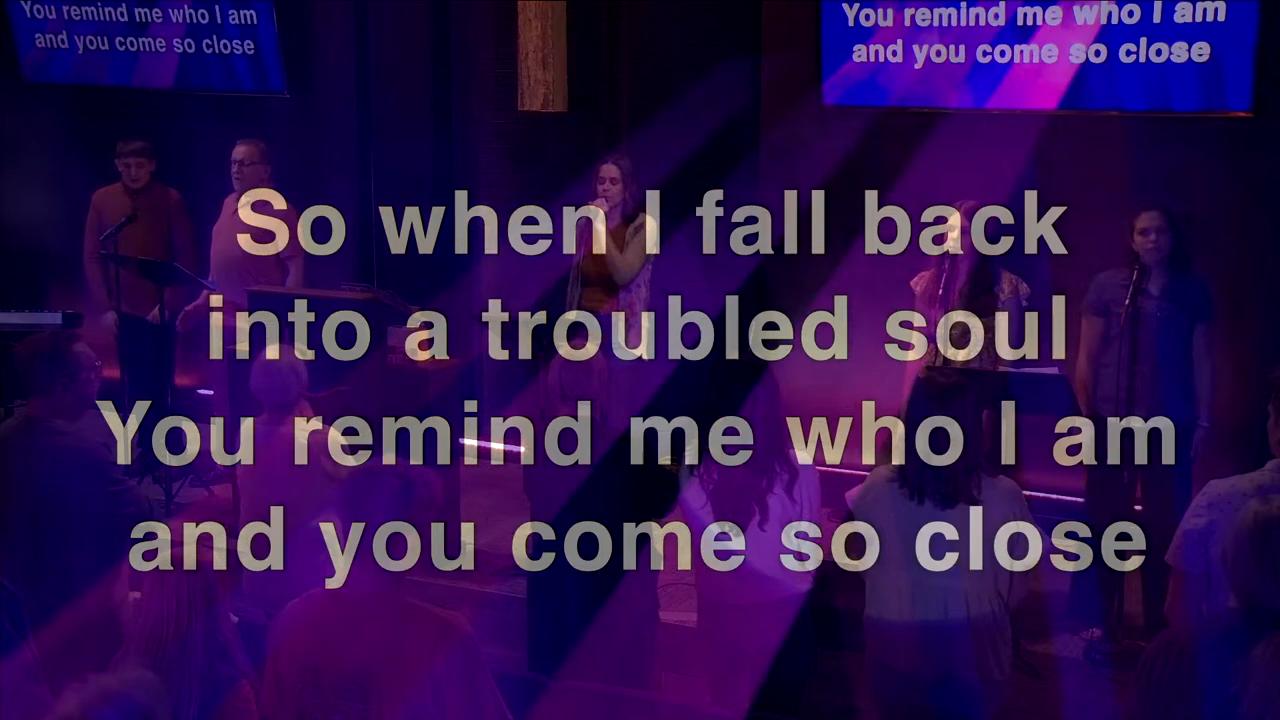 You remind me who I am
and you come so close
You remind me who I am
and you come so close
So when I fall back
into a troubled soul
You remind me who I am
and you come so close